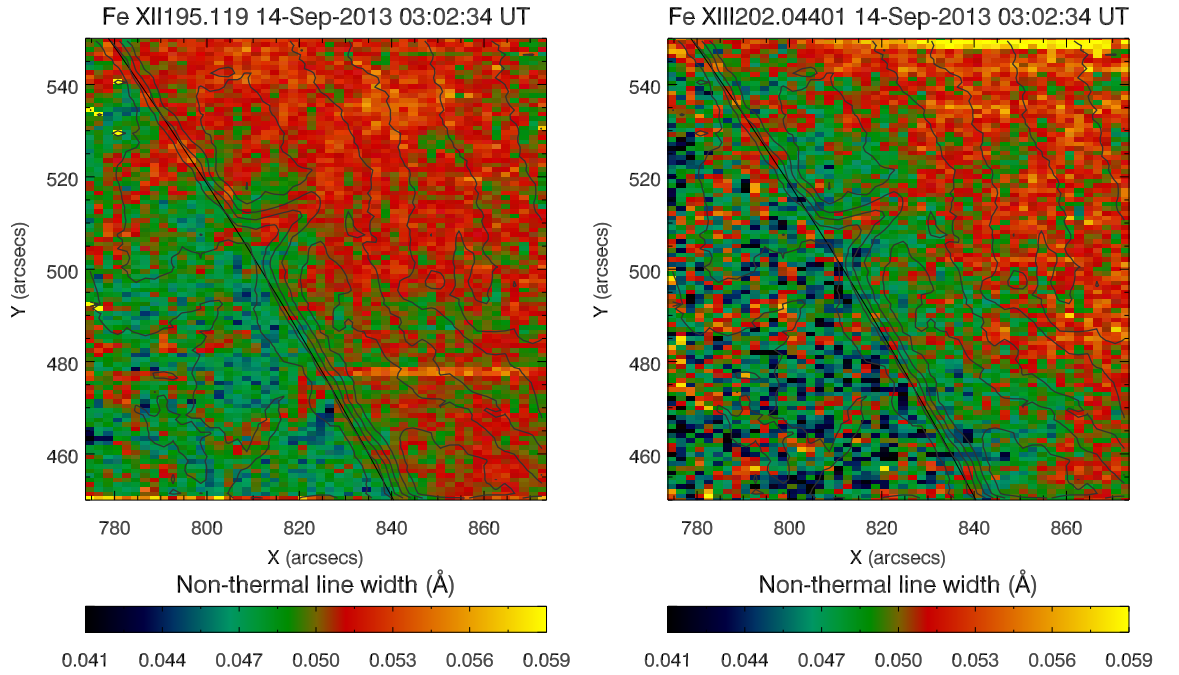 Fe XII195.119 14-Sep-2013 03:02:34 UT
540
520
500
480
460
Y (arcsecs)
780 800 820 840 860
X (arcsecs)
Non-thermal line width (Å)
0.041 0.044 0.047 0.050 0.053 0.056 0.059
Fe XIII202.04401 14-Sep-2013 03:02:34 UT
540
520
500
480
460
Y (arcsecs)
780 800 820 840 860
X (arcsecs)
Non-thermal line width (Å)
0.041 0.044 0.047 0.050 0.053 0.056 0.059